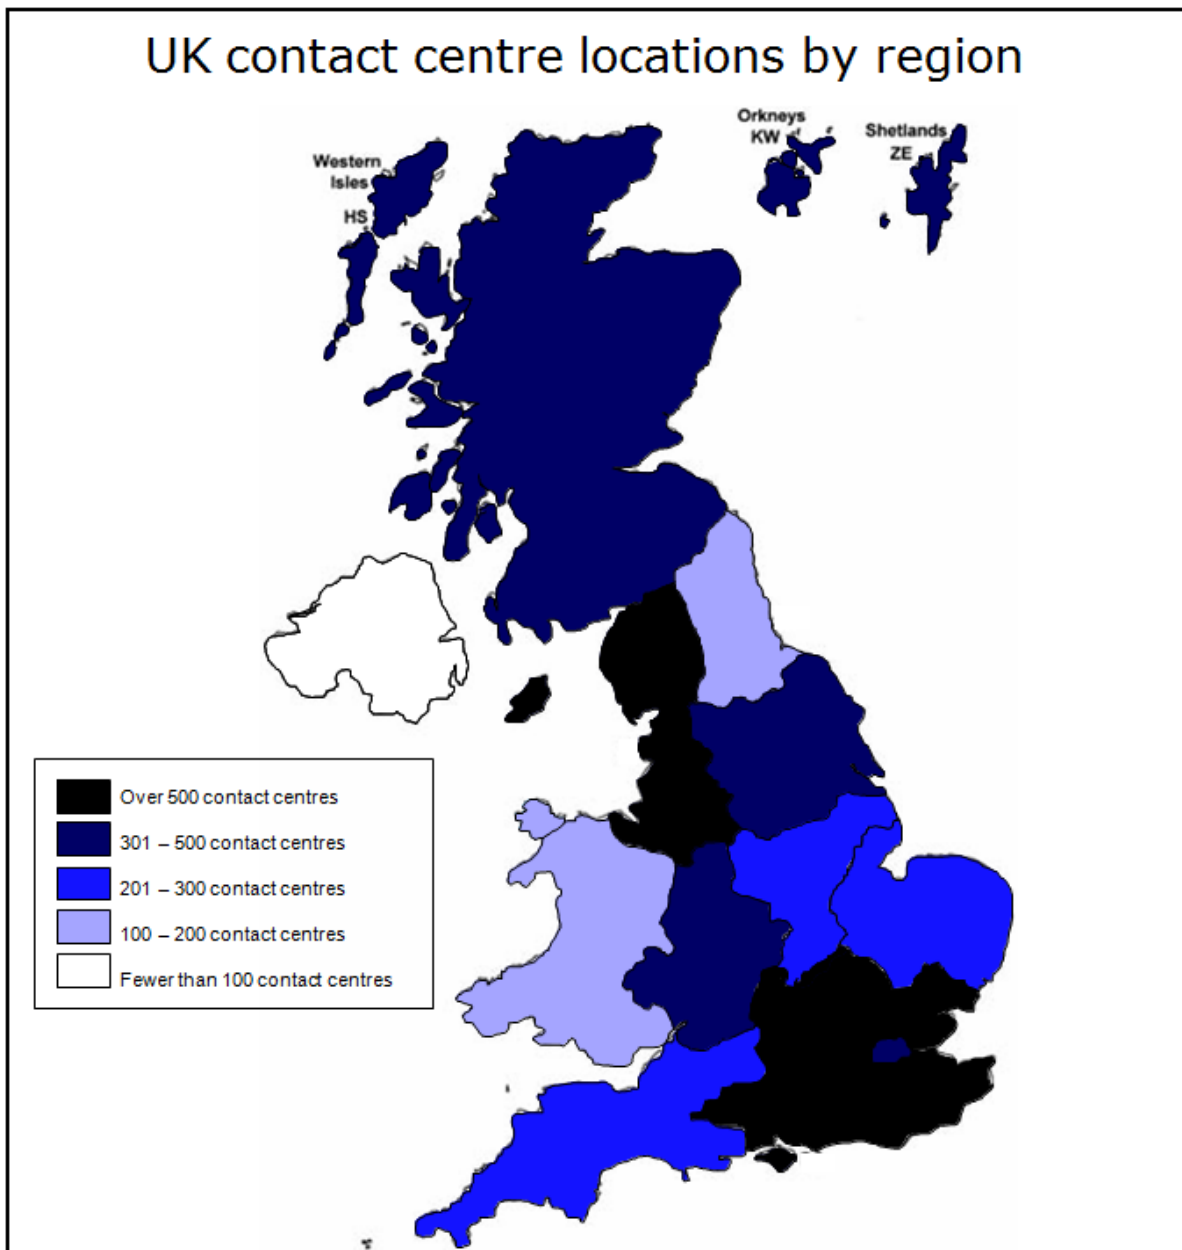 UK contact centre locations by region
Orkneys
KW
Shetlands
ZE
Western
Isles
HS
Over 500 contact centres
301 – 500 contact centres
201 – 300 contact centres
100 – 200 contact centres
Fewer than 100 contact centres